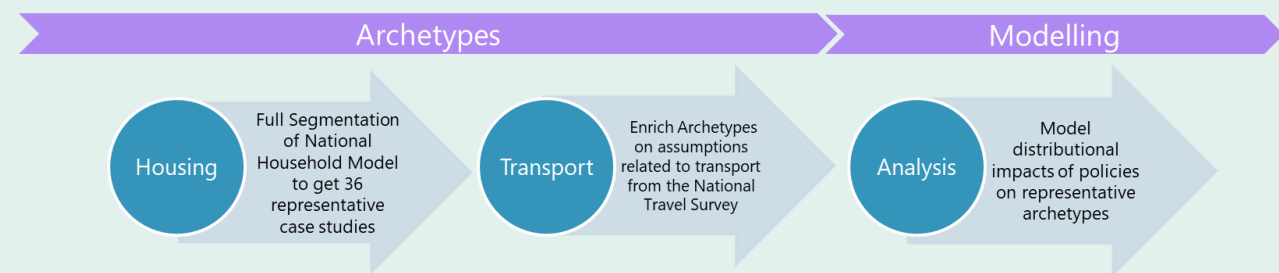 Archetypes
Modelling
Housing
Full Segmentation
of National
Household Model
to get 36
representative
case studies
Transport
Enrich Archetypes
on assumptions
related to transport
from the National
Travel Survey
Analysis
Model
distributional
impacts of policies
on representative
archetypes